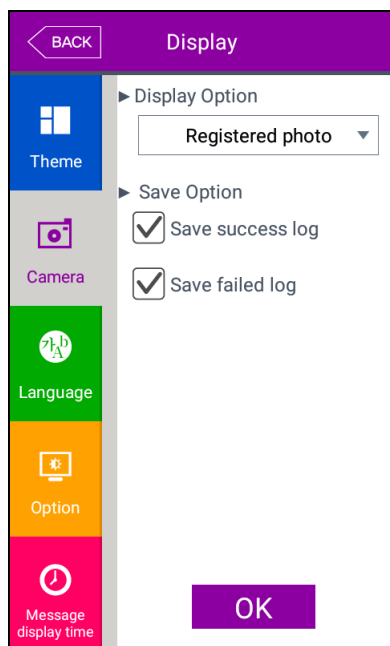 BACK
Display
Theme
Camera
가b
A
Language
Option
Message
display time
► Display Option
Registered photo
► Save Option
Save success log
Save failed log
OK